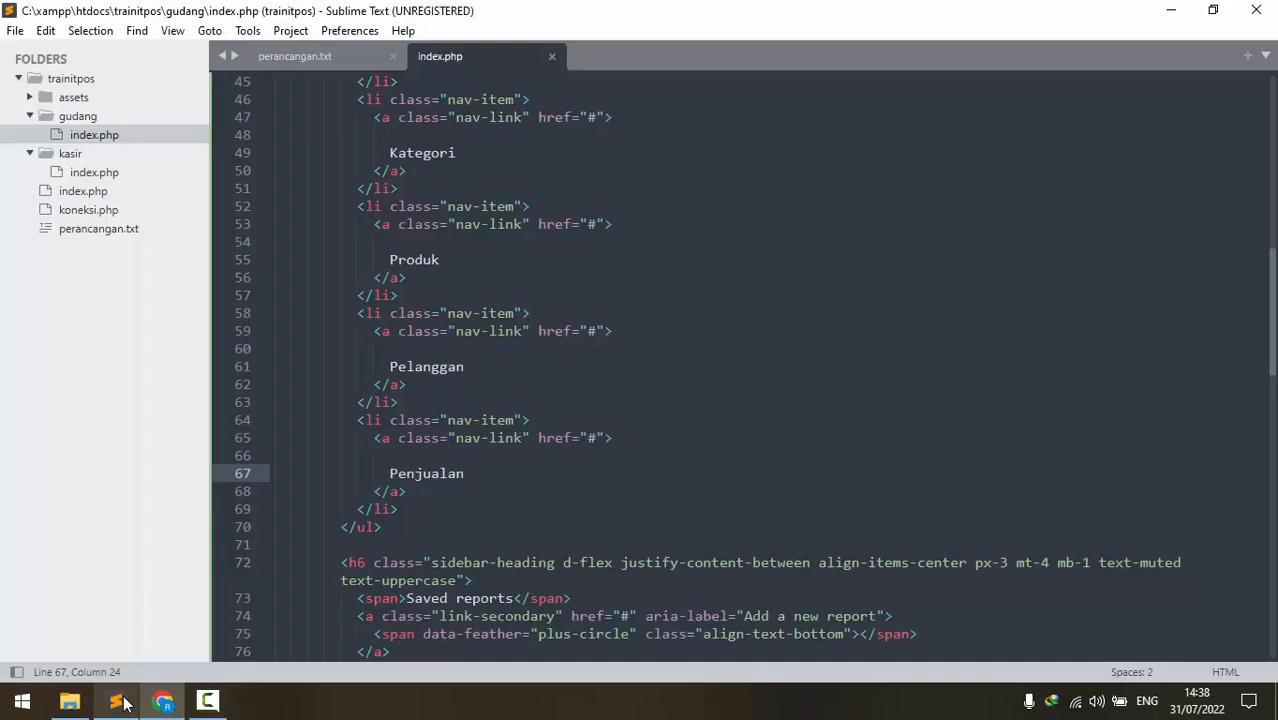 C:\xampp\htdocs\trainitpos\gudang\index.php (trainitpos) - Sublime Text (UNREGISTERED)
File Edit Selection Find View Goto Tools Project Preferences Help
FOLDERS
trainitpos
assets
gudang
index.php
kasir
index.php
index.php
koneksi.php
perancangan.txt
perancangan.txt index.php
45 </li>
46 <li class="nav-item">
47 <a class="nav-link" href="#">
48
49 Kategori
50 </a>
51 </li>
52 <li class="nav-item">
53 <a class="nav-link" href="#">
54
55 Produk
56 </a>
57 </li>
58 <li class="nav-item">
59 <a class="nav-link" href="#">
60
61 Pelanggan
62 </a>
63 </li>
64 <li class="nav-item">
65 <a class="nav-link" href="#">
66
67 Penjualan
68 </a>
69 </li>
70 </ul>
71
72 <h6 class="sidebar-heading d-flex justify-content-between align-items-center px-3 mt-4 mb-1 text-muted
text-uppercase">
73 <span>Saved reports</span>
74 <a class="link-secondary" href="#" aria-label="Add a new report">
75 <span data-feather="plus-circle" class="align-text-bottom"></span>
76 </a>
Line 67, Column 24
Spaces: 2 HTML
ENG
14:38
31/07/2022